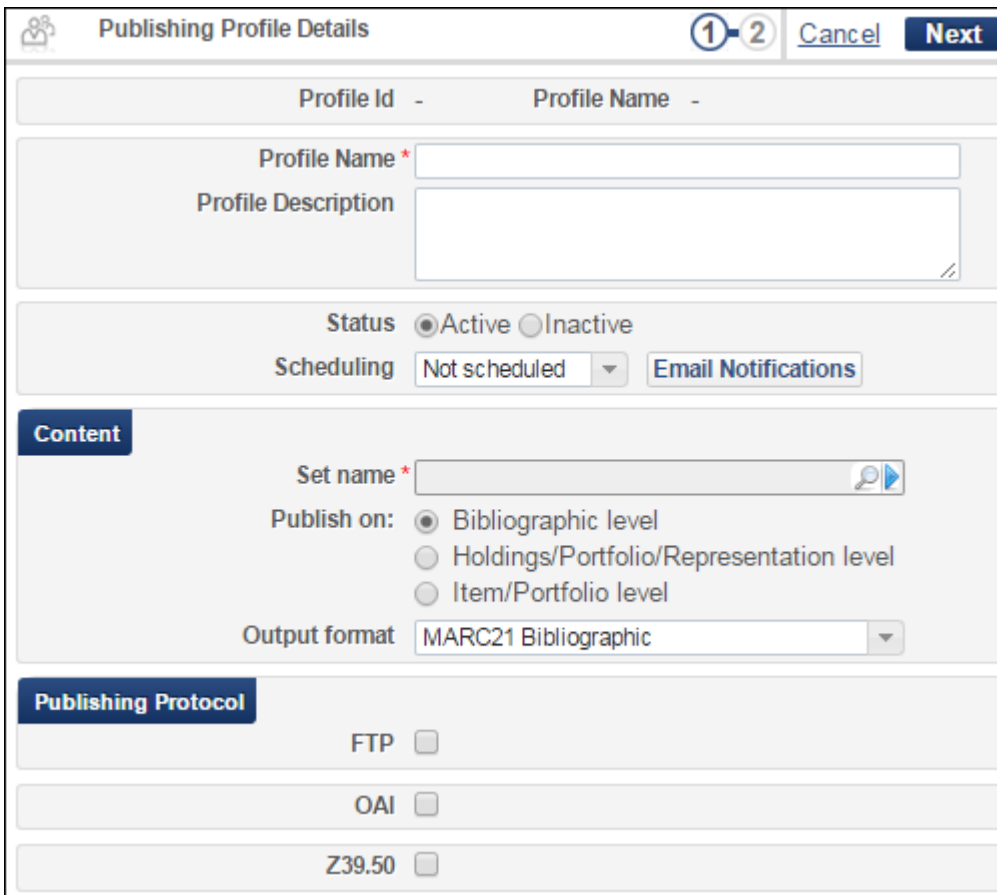 Publishing Profile Details 1 2 Cancel Next
Profile Id - Profile Name -
Profile Name *
Profile Description
Status Active Inactive
Scheduling Not scheduled Email Notifications
Content
Set name *
Publish on: Bibliographic level
Holdings/Portfolio/Representation level
Item/Portfolio level
Output format MARC21 Bibliographic
Publishing Protocol
FTP
OAI
Z39.50